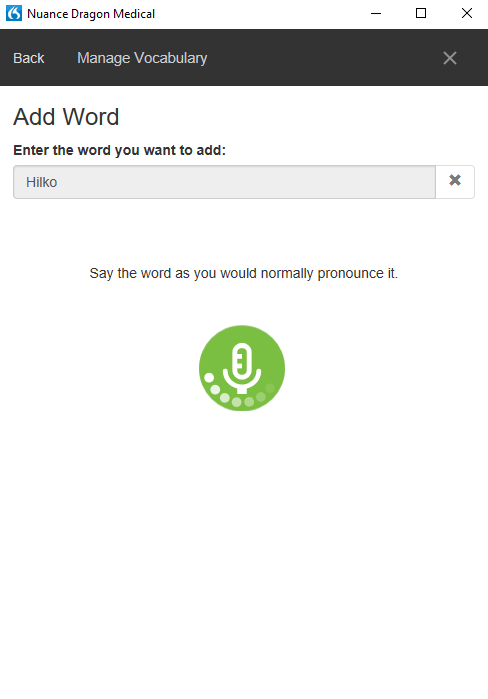 Nuance Dragon Medical
Back Manage Vocabulary
Add Word
Enter the word you want to add:
Hilko
Say the word as you would normally pronounce it.